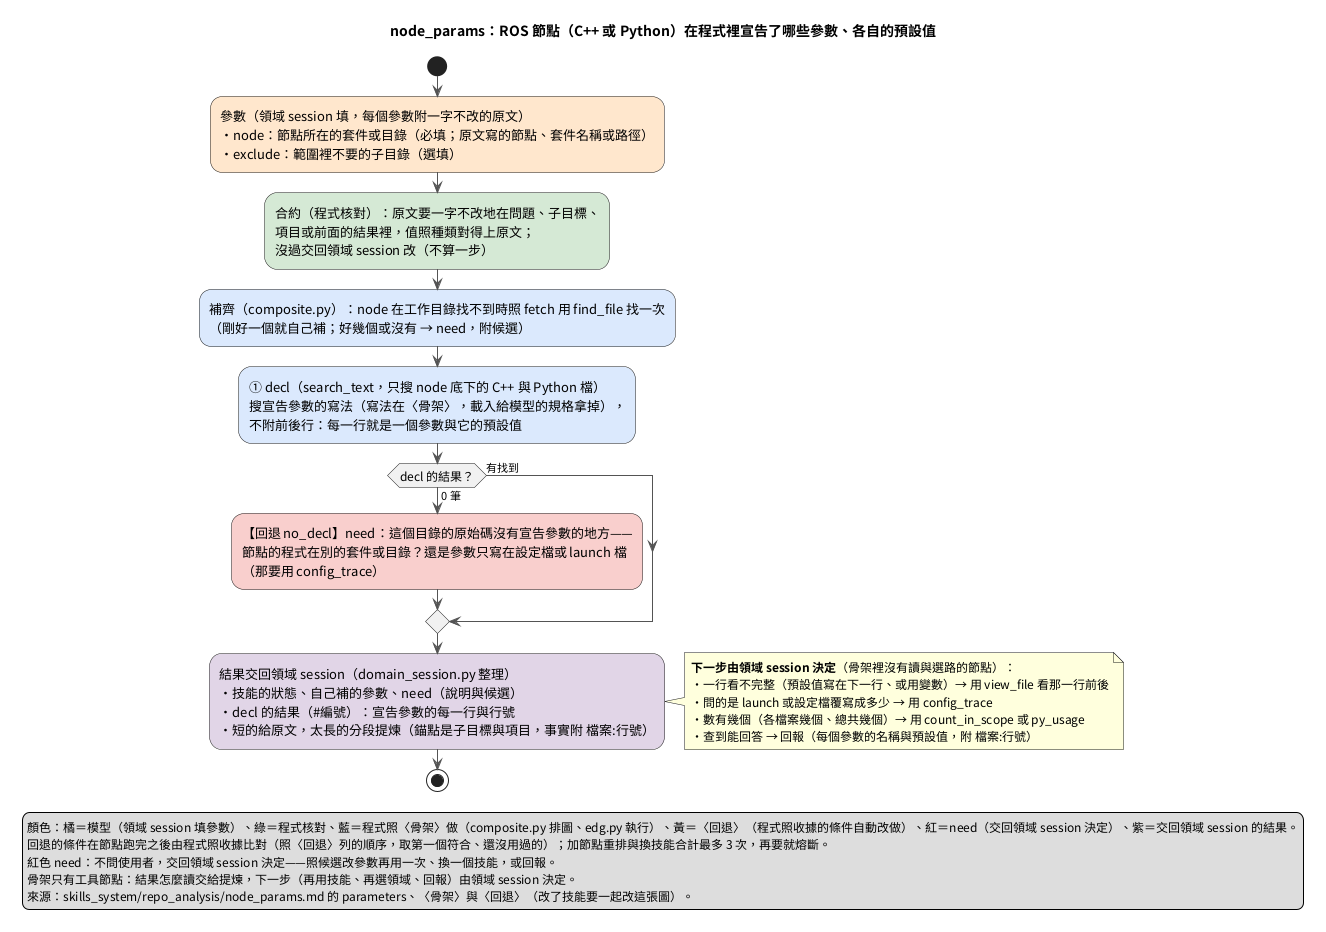 node_params：ROS 節點（C++ 或 Python）在程式裡宣告了哪些參數、各自的預設值
參數（領域 session 填，每個參數附一字不改的原文）
・node：節點所在的套件或目錄（必填；原文寫的節點、套件名稱或路徑）
・exclude：範圍裡不要的子目錄（選填）
合約（程式核對）：原文要一字不改地在問題、子目標、
項目或前面的結果裡，值照種類對得上原文；
沒過交回領域 session 改（不算一步）
補齊（composite.py）：node 在工作目錄找不到時照 fetch 用 find_file 找一次
（剛好一個就自己補；好幾個或沒有 → need，附候選）
① decl（search_text，只搜 node 底下的 C++ 與 Python 檔）
搜宣告參數的寫法（寫法在〈骨架〉，載入給模型的規格拿掉），
不附前後行：每一行就是一個參數與它的預設值
decl 的結果？
有找到
0 筆
【回退 no_decl】need：這個目錄的原始碼沒有宣告參數的地方——
節點的程式在別的套件或目錄？還是參數只寫在設定檔或 launch 檔
（那要用 config_trace）
結果交回領域 session（domain_session.py 整理）
・技能的狀態、自己補的參數、need（說明與候選）
・decl 的結果（#編號）：宣告參數的每一行與行號
・短的給原文，太長的分段提煉（錨點是子目標與項目，事實附 檔案:行號）
下一步由領域 session 決定（骨架裡沒有讀與選路的節點）：
・一行看不完整（預設值寫在下一行、或用變數）→ 用 view_file 看那一行前後
・問的是 launch 或設定檔覆寫成多少 → 用 config_trace
・數有幾個（各檔案幾個、總共幾個）→ 用 count_in_scope 或 py_usage
・查到能回答 → 回報（每個參數的名稱與預設值，附 檔案:行號）
顏色：橘＝模型（領域 session 填參數）、綠＝程式核對、藍＝程式照〈骨架〉做（composite.py 排圖、edg.py 執行）、黃＝〈回退〉（程式照收據的條件自動改做）、紅＝need（交回領域 session 決定）、紫＝交回領域 session 的結果。
回退的條件在節點跑完之後由程式照收據比對（照〈回退〉列的順序，取第一個符合、還沒用過的）；加節點重排與換技能合計最多 3 次，再要就熔斷。
紅色 need：不問使用者，交回領域 session 決定——照候選改參數再用一次、換一個技能，或回報。
骨架只有工具節點：結果怎麼讀交給提煉，下一步（再用技能、再選領域、回報）由領域 session 決定。
來源：skills_system/repo_analysis/node_params.md 的 parameters、〈骨架〉與〈回退〉（改了技能要一起改這張圖）。